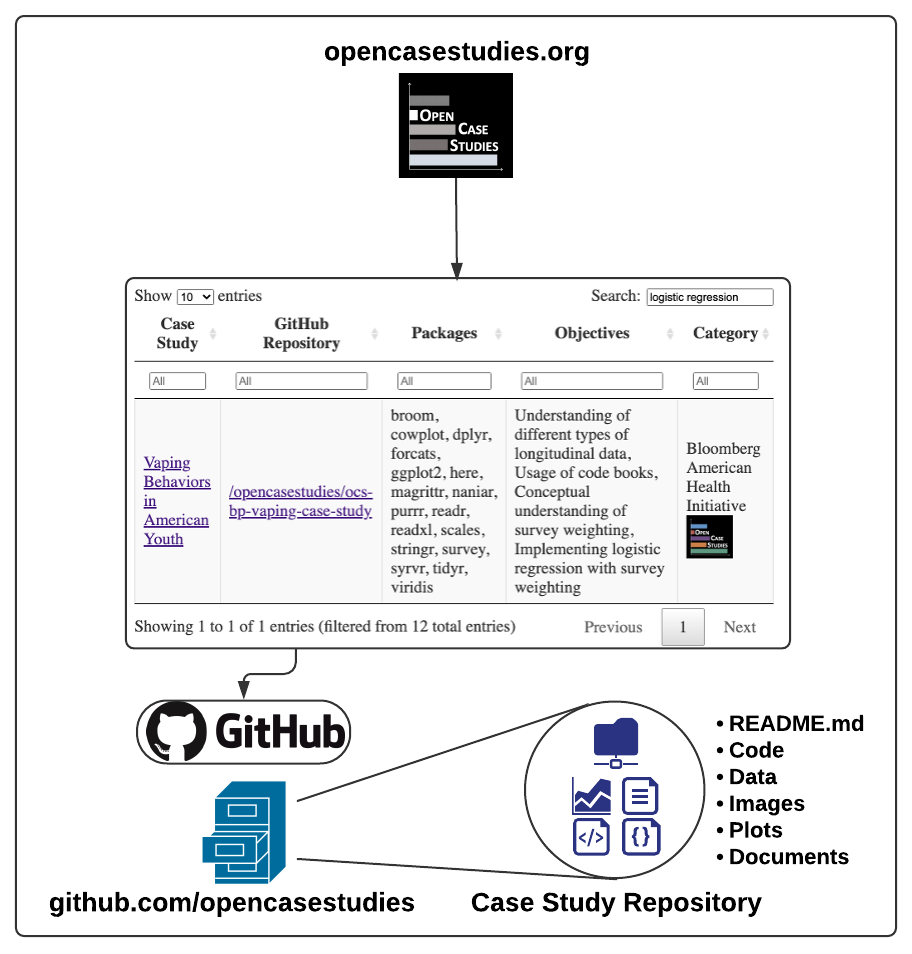 opencasestudies.org
OPEN
CASE
STUDIES
Show 10 entries
Search: logistic regression
Case Study
GitHub Repository
Packages
Objectives
Category
All
All
All
All
All
Vaping
Behaviors
in
American
Youth
/opencasestudies/ocs-
bp-vaping-case-study
broom,
cowplot, dplyr,
forcats,
ggplot2, here,
magrittr, naniar,
purrr, readr,
readxl, scales,
stringr, survey,
syrvr, tidyr,
viridis
Understanding of
different types of
longitudinal data,
Usage of code books,
Conceptual
understanding of
survey weighting,
Implementing logistic
regression with survey
weighting
Bloomberg
American
Health
Initiative
OPEN
CASE
STUDIES
Showing 1 to 1 of 1 entries (filtered from 12 total entries)
Previous 1 Next
GitHub
• README.md
• Code
• Data
• Images
• Plots
• Documents
</> {}
github.com/opencasestudies
Case Study Repository